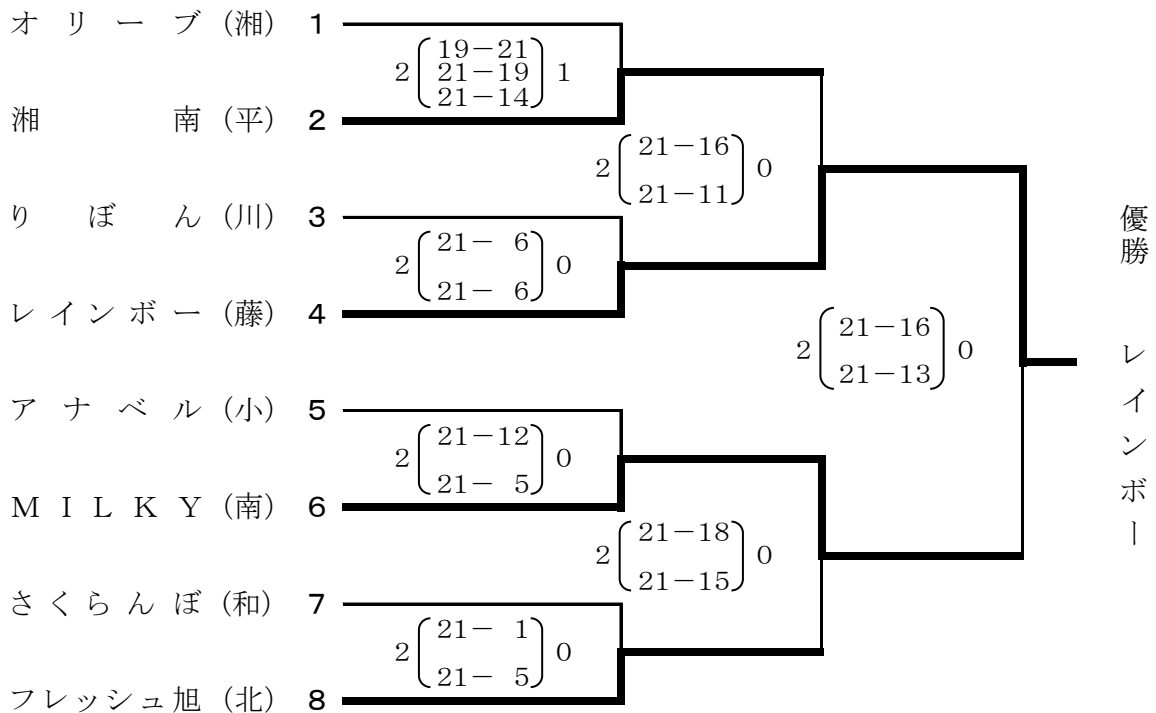 オリーブ（湘） 1
2 19－21 1
21－19
21－14
湘南（平） 2
2 21－16 0
21－11
りぼん（川） 3
2 21－ 6 0
21－ 6
レインボー（藤） 4
2 21－16 0
21－13
アナベル（小） 5
2 21－12 0
21－ 5
ＭＩＬＫＹ（南） 6
2 21－18 0
21－15
さくらんぼ（和） 7
2 21－ 1 0
21－ 5
フレッシュ旭（北） 8
優勝 レインボー